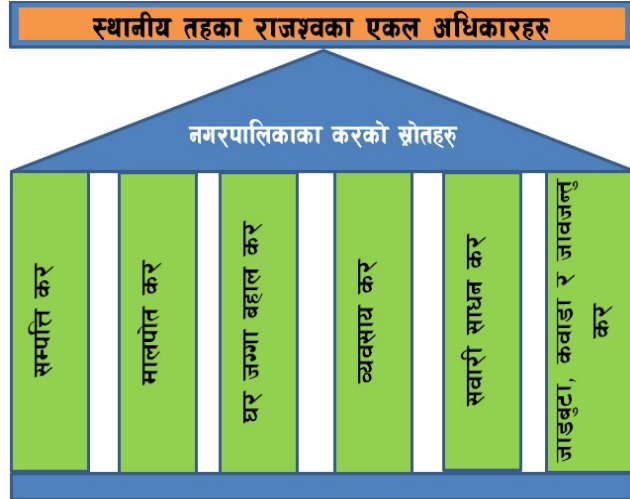 स्थानीय तहका राजश्वका एकल अधिकारहरु
नगरपालिकाका करको स्रोतहरु
सम्पत्ति कर
मालपोत कर
घर जग्गा बहाल कर
व्यवसाय कर
सवारी साधन कर
जाडबुटा, कवाडा र जावजन्तु
कर